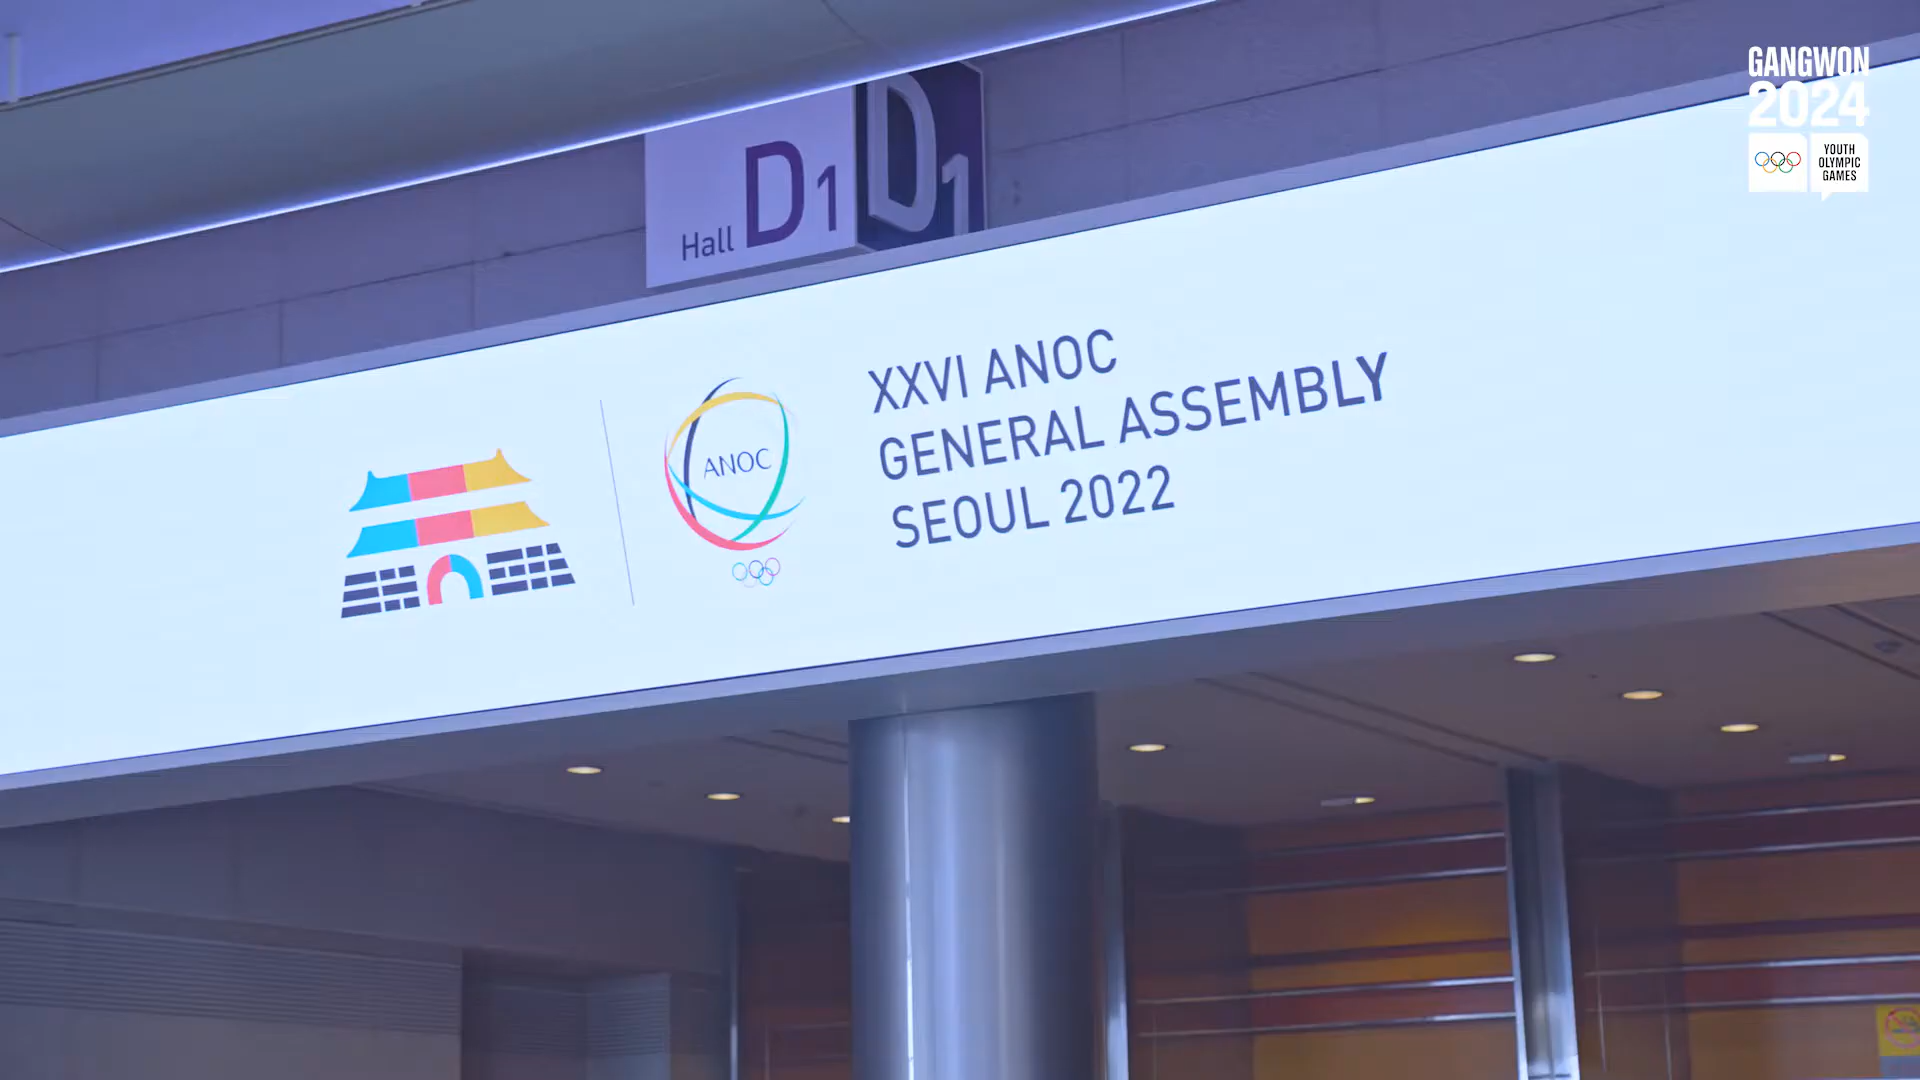 GANGWON
2024
YOUTH
OLYMPIC
GAMES
Hall D1
D1
ANOC
XXVI ANOC
GENERAL ASSEMBLY
SEOUL 2022